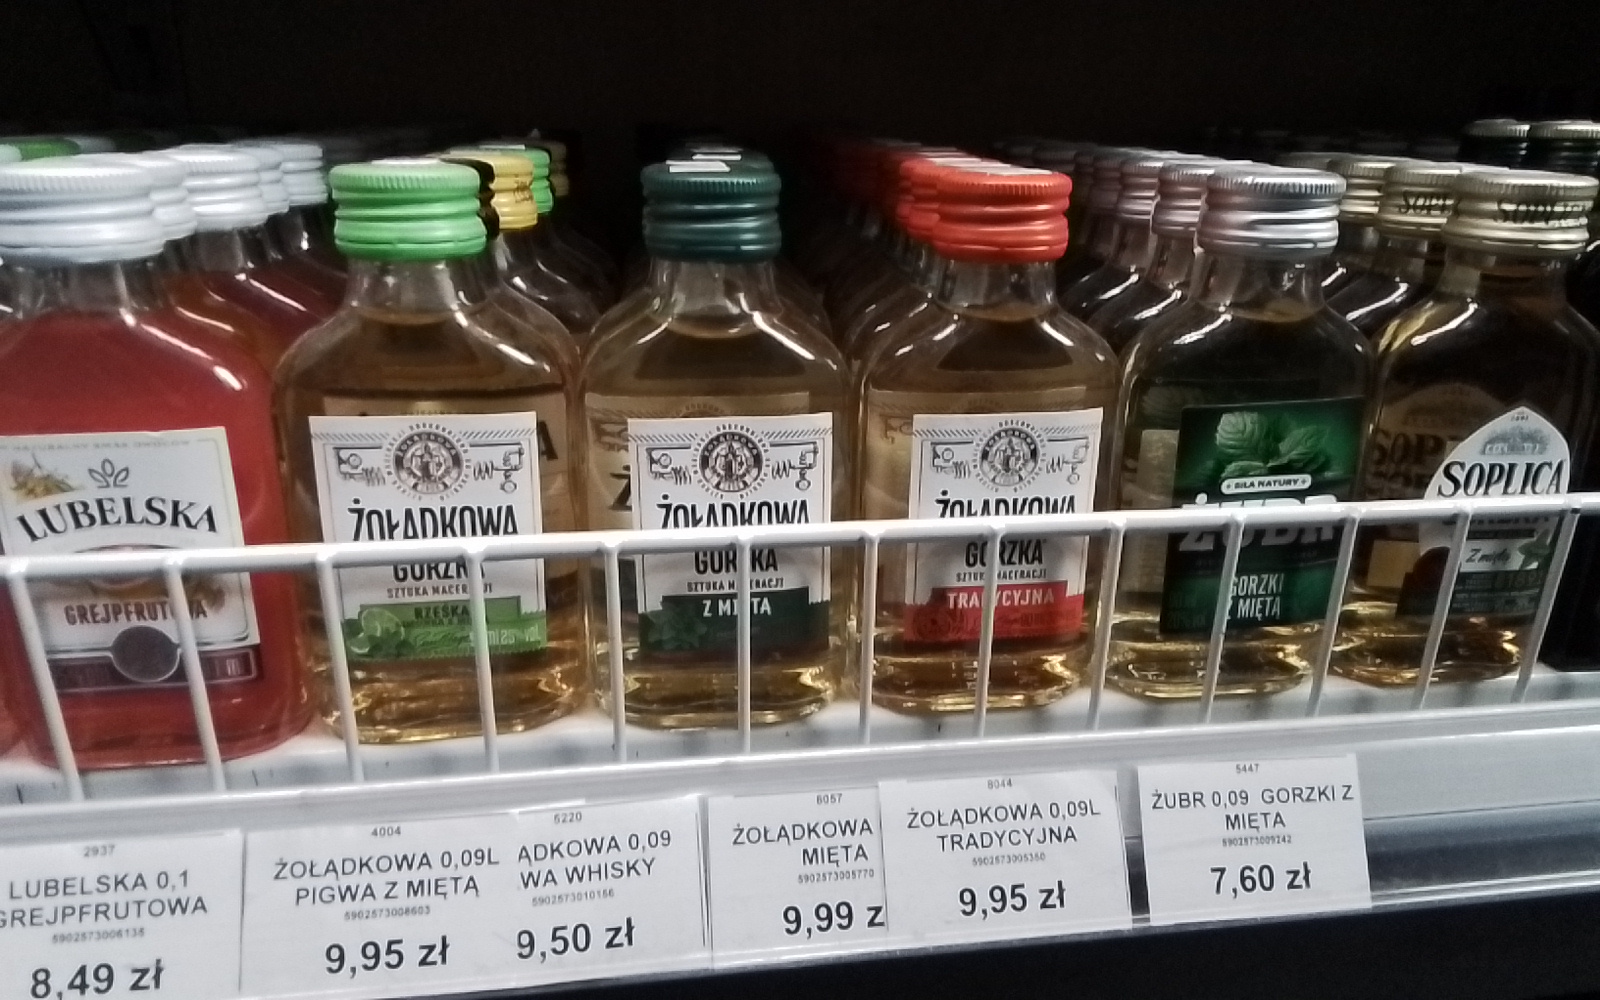 LUBELSKA
GREJPFRUTOWA
ŻOŁĄDKOWA
GORZKA
SZTUKA MACERACJI
RZEŚKA
ŻOŁĄDKOWA
GORZKA
SZTUKA MACERACJI
Z MIĘTĄ
ŻOŁĄDKOWA
GORZKA
SZTUKA MACERACJI
TRADYCYJNA
SIŁA NATURY
ŻUBR
GORZKI
Z MIĘTĄ
SOPLICA
Z miętą
2937
LUBELSKA 0,1
GREJPFRUTOWA
5902573006135
8,49 zł
4004
ŻOŁĄDKOWA 0,09L
PIGWA Z MIĘTĄ
5902573008603
9,95 zł
6220
ĄDKOWA 0,09
WA WHISKY
5902573010156
9,50 zł
6057
ŻOŁĄDKOWA
MIĘTA
5902573005770
9,99 z
8044
ŻOŁĄDKOWA 0,09L
TRADYCYJNA
5902573005350
9,95 zł
5447
ŻUBR 0,09 GORZKI Z
MIĘTA
5902573009242
7,60 zł